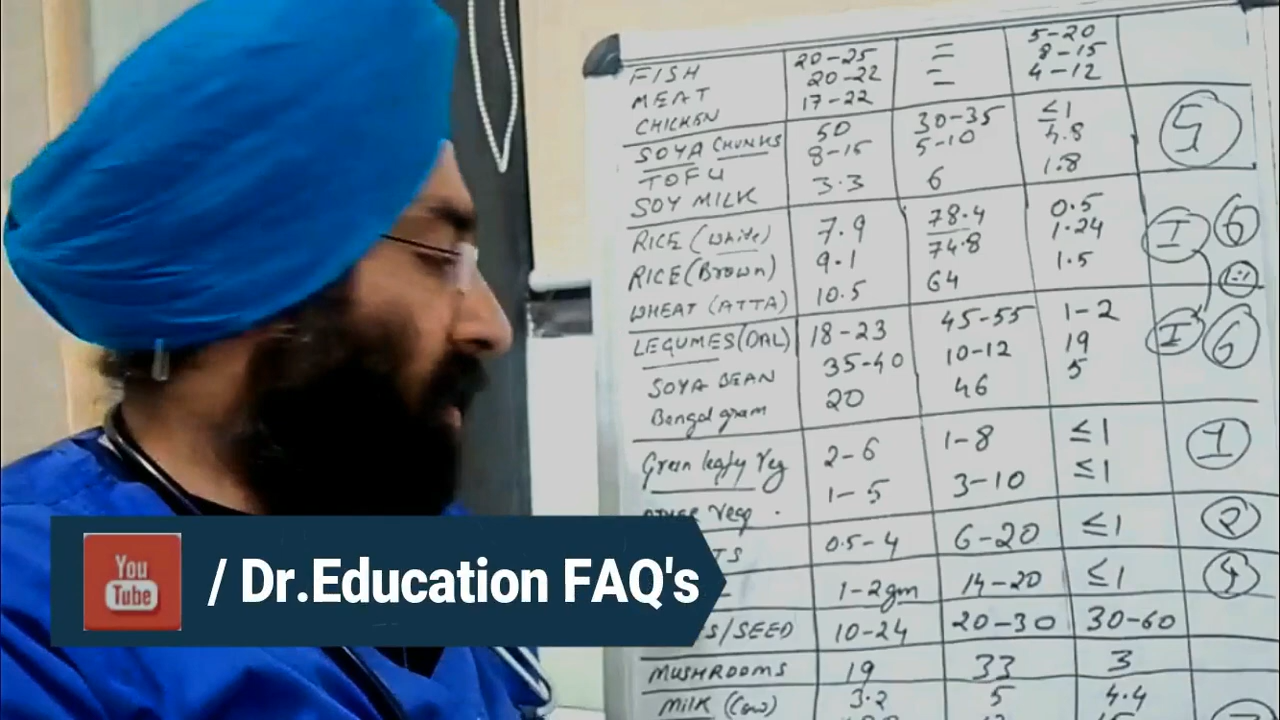 FISH 20-25 = 5-20
MEAT 20-22 = 8-15
CHICKEN 17-22 4-12
SOYA CHUNKS 50 30-35 ≤1
TOFU 8-15 5-10 4.8
SOY MILK 3.3 6 1.8
5
RICE (White) 7.9 78.4 0.5
RICE (Brown) 9.1 74.8 1.24
WHEAT (ATTA) 10.5 64 1.5
I 6
LEGUMES (DAL) 18-23 45-55 1-2
SOYA BEAN 35-40 10-12 19
Bengal gram 20 46 5
I 6
Green leafy Veg 2-6 1-8 ≤1
Veg 1-5 3-10 ≤1
1
0.5-4 6-20 ≤1 2
1-2gm 14-20 ≤1 4
/SEED 10-24 20-30 30-60
MUSHROOMS 19 33 3
MILK (Cow) 3.2 5 4.4
You
Tube
/ Dr.Education FAQ's